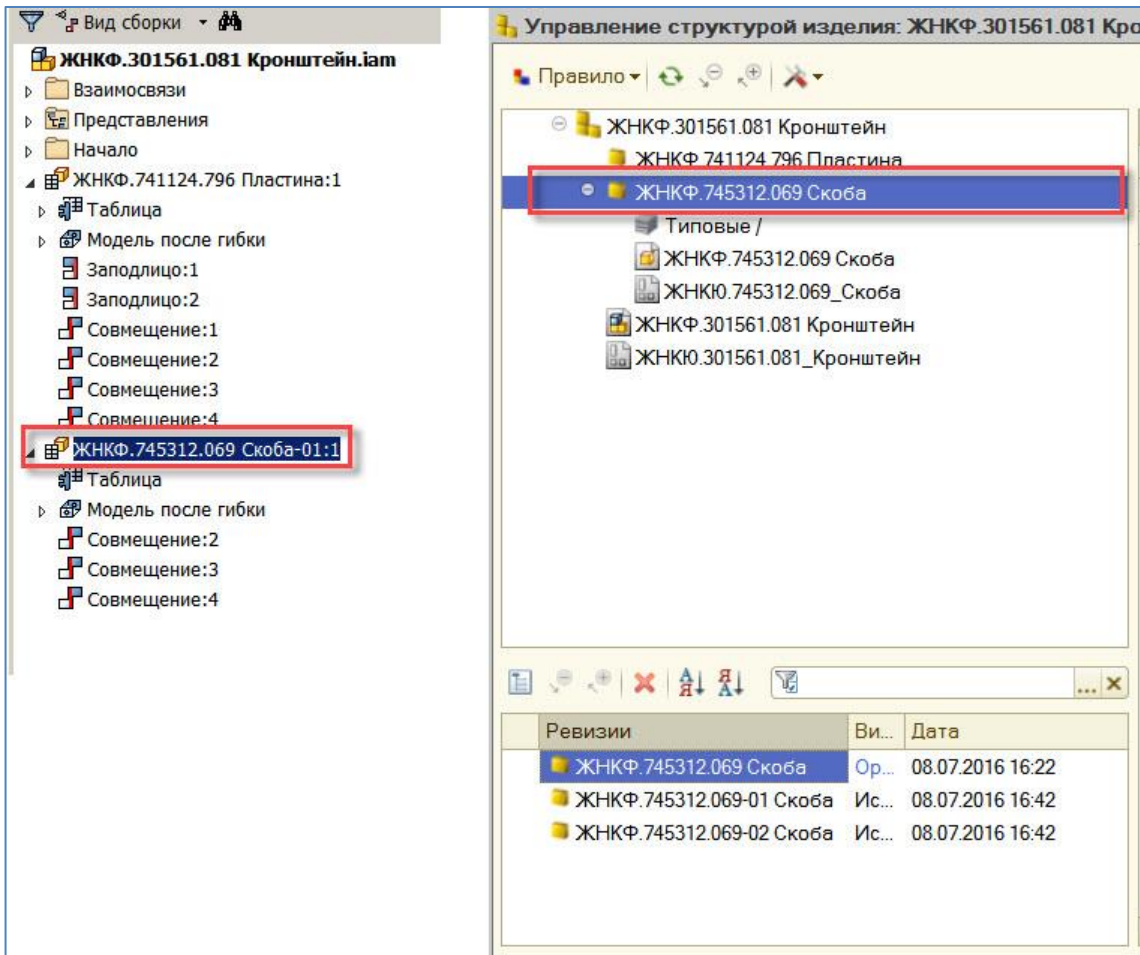 Вид сборки
ЖНКФ.301561.081 Кронштейн.iam
Взаимосвязи
Представления
Начало
ЖНКФ.741124.796 Пластина:1
Таблица
Модель после гибки
Заподлицо:1
Заподлицо:2
Совмещение:1
Совмещение:2
Совмещение:3
Совмещение:4
ЖНКФ.745312.069 Скоба-01:1
Таблица
Модель после гибки
Совмещение:2
Совмещение:3
Совмещение:4
Управление структурой изделия: ЖНКФ.301561.081 Кро
Правило
ЖНКФ.301561.081 Кронштейн
ЖНКФ.741124.796 Пластина
ЖНКФ.745312.069 Скоба
Типовые /
ЖНКФ.745312.069 Скоба
ЖНКЮ.745312.069_Скоба
ЖНКФ.301561.081 Кронштейн
ЖНКЮ.301561.081_Кронштейн
...
Ревизии Ви... Дата
ЖНКФ.745312.069 Скоба Ор... 08.07.2016 16:22
ЖНКФ.745312.069-01 Скоба Ис... 08.07.2016 16:42
ЖНКФ.745312.069-02 Скоба Ис... 08.07.2016 16:42